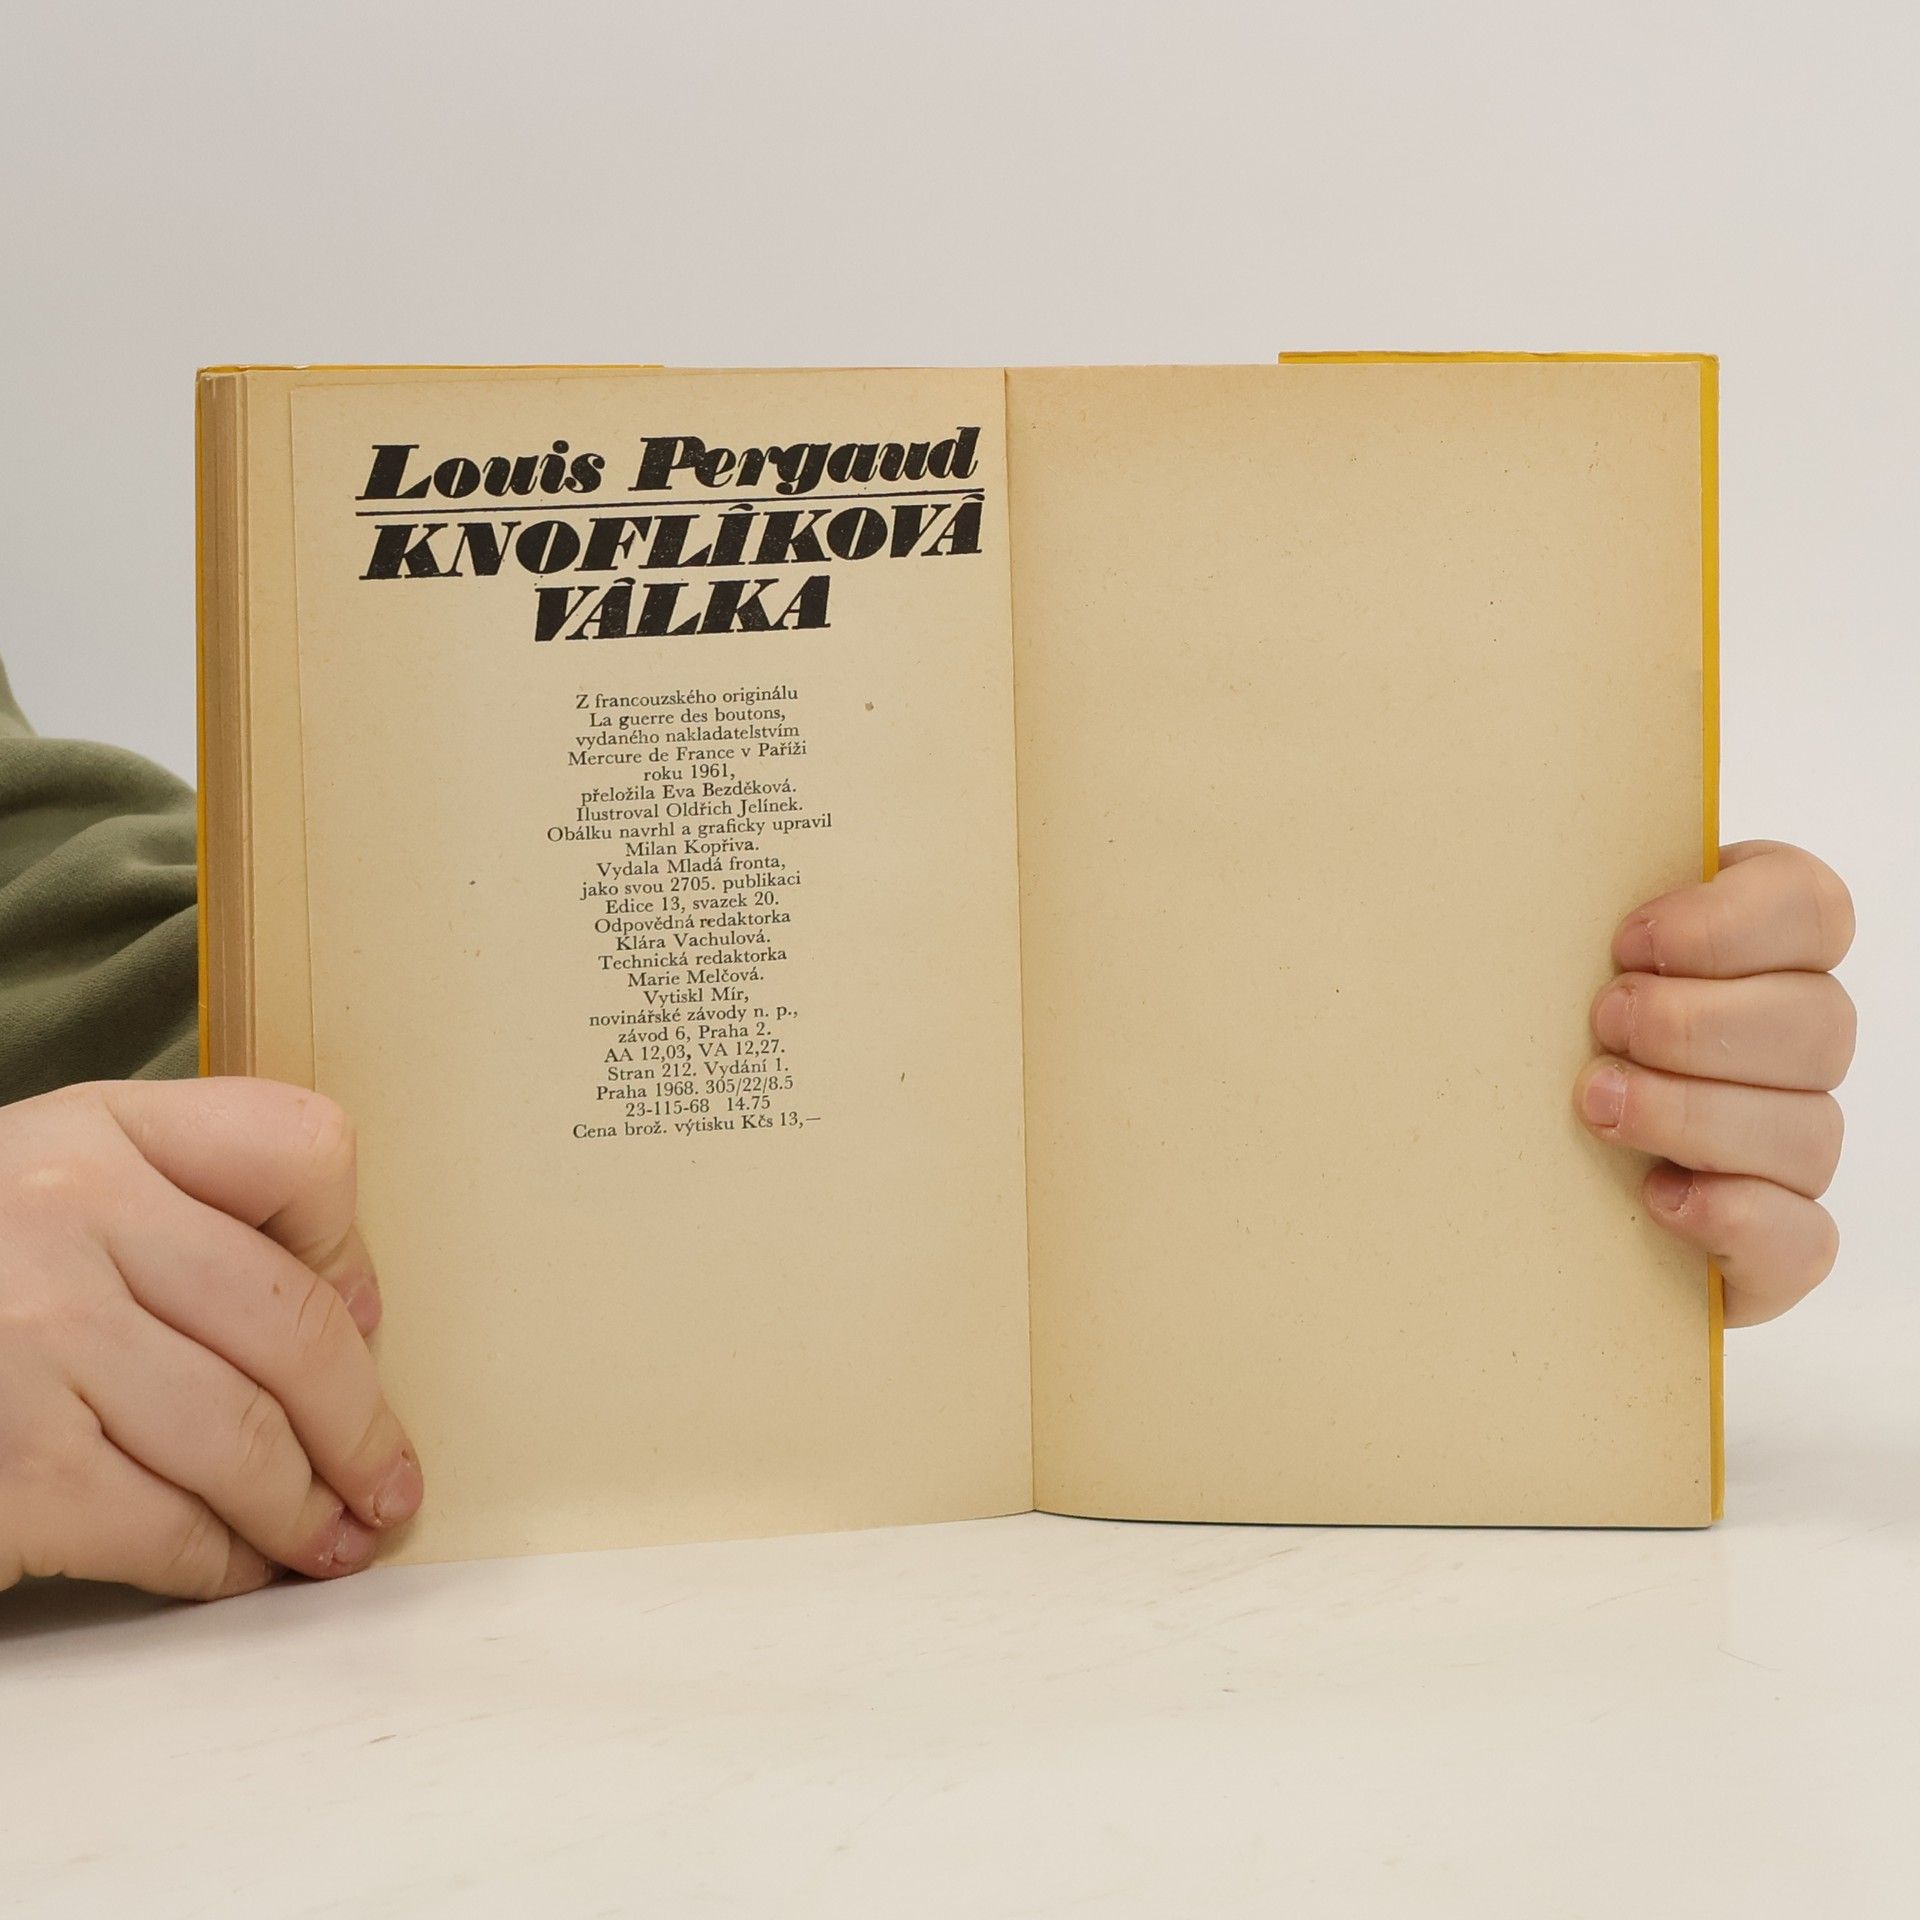 Louis Pergaud
KNOFLÍKOVÁ
VÁLKA
Z francouzského originálu
La guerre des boutons,
vydaného nakladatelstvím
Mercure de France v Paříži
roku 1961,
přeložila Eva Bezděková.
Ilustroval Oldřich Jelínek.
Obálku navrhl a graficky upravil
Milan Kopřiva.
Vydala Mladá fronta,
jako svou 2705. publikaci
Edice 13, svazek 20.
Odpovědná redaktorka
Klára Vachulová.
Technická redaktorka
Marie Melčová.
Vytiskl Mír,
novinářské závody n. p.,
závod 6, Praha 2.
AA 12,03, VA 12,27.
Stran 212. Vydání 1.
Praha 1968. 305/22/8.5
23-115-68 14.75
Cena brož. výtisku Kčs 13,—